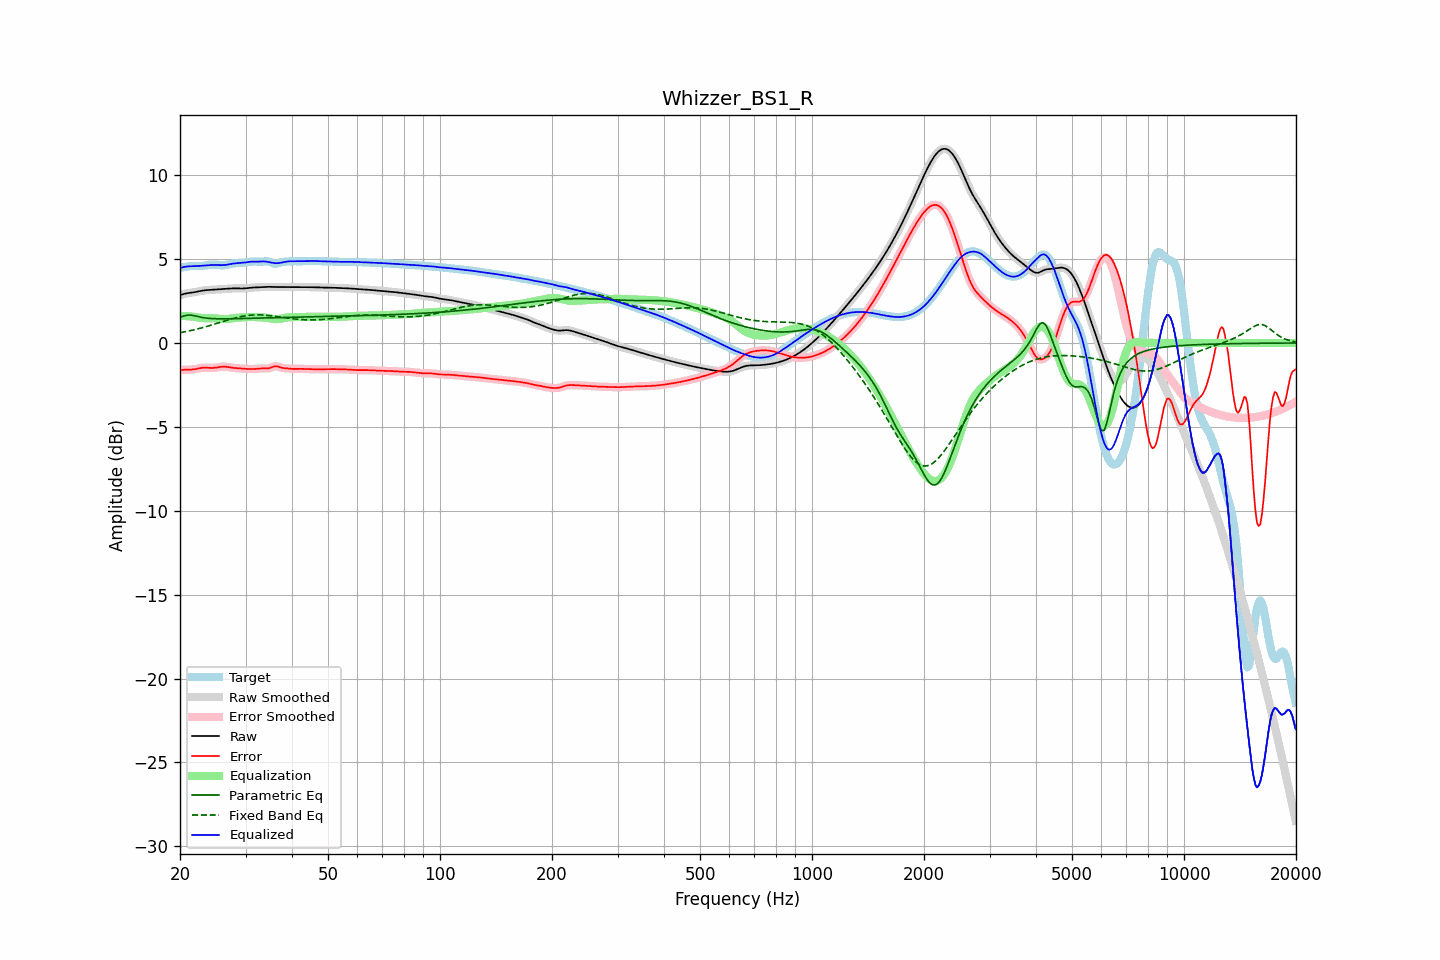 Whizzer_BS1_R
Amplitude (dBr)
10
5
0
−5
−10
−15
−20
−25
−30
Target
Raw Smoothed
Error Smoothed
Raw
Error
Equalization
Parametric Eq
Fixed Band Eq
Equalized
20 50 100 200 500 1000 2000 5000 10000 20000
Frequency (Hz)